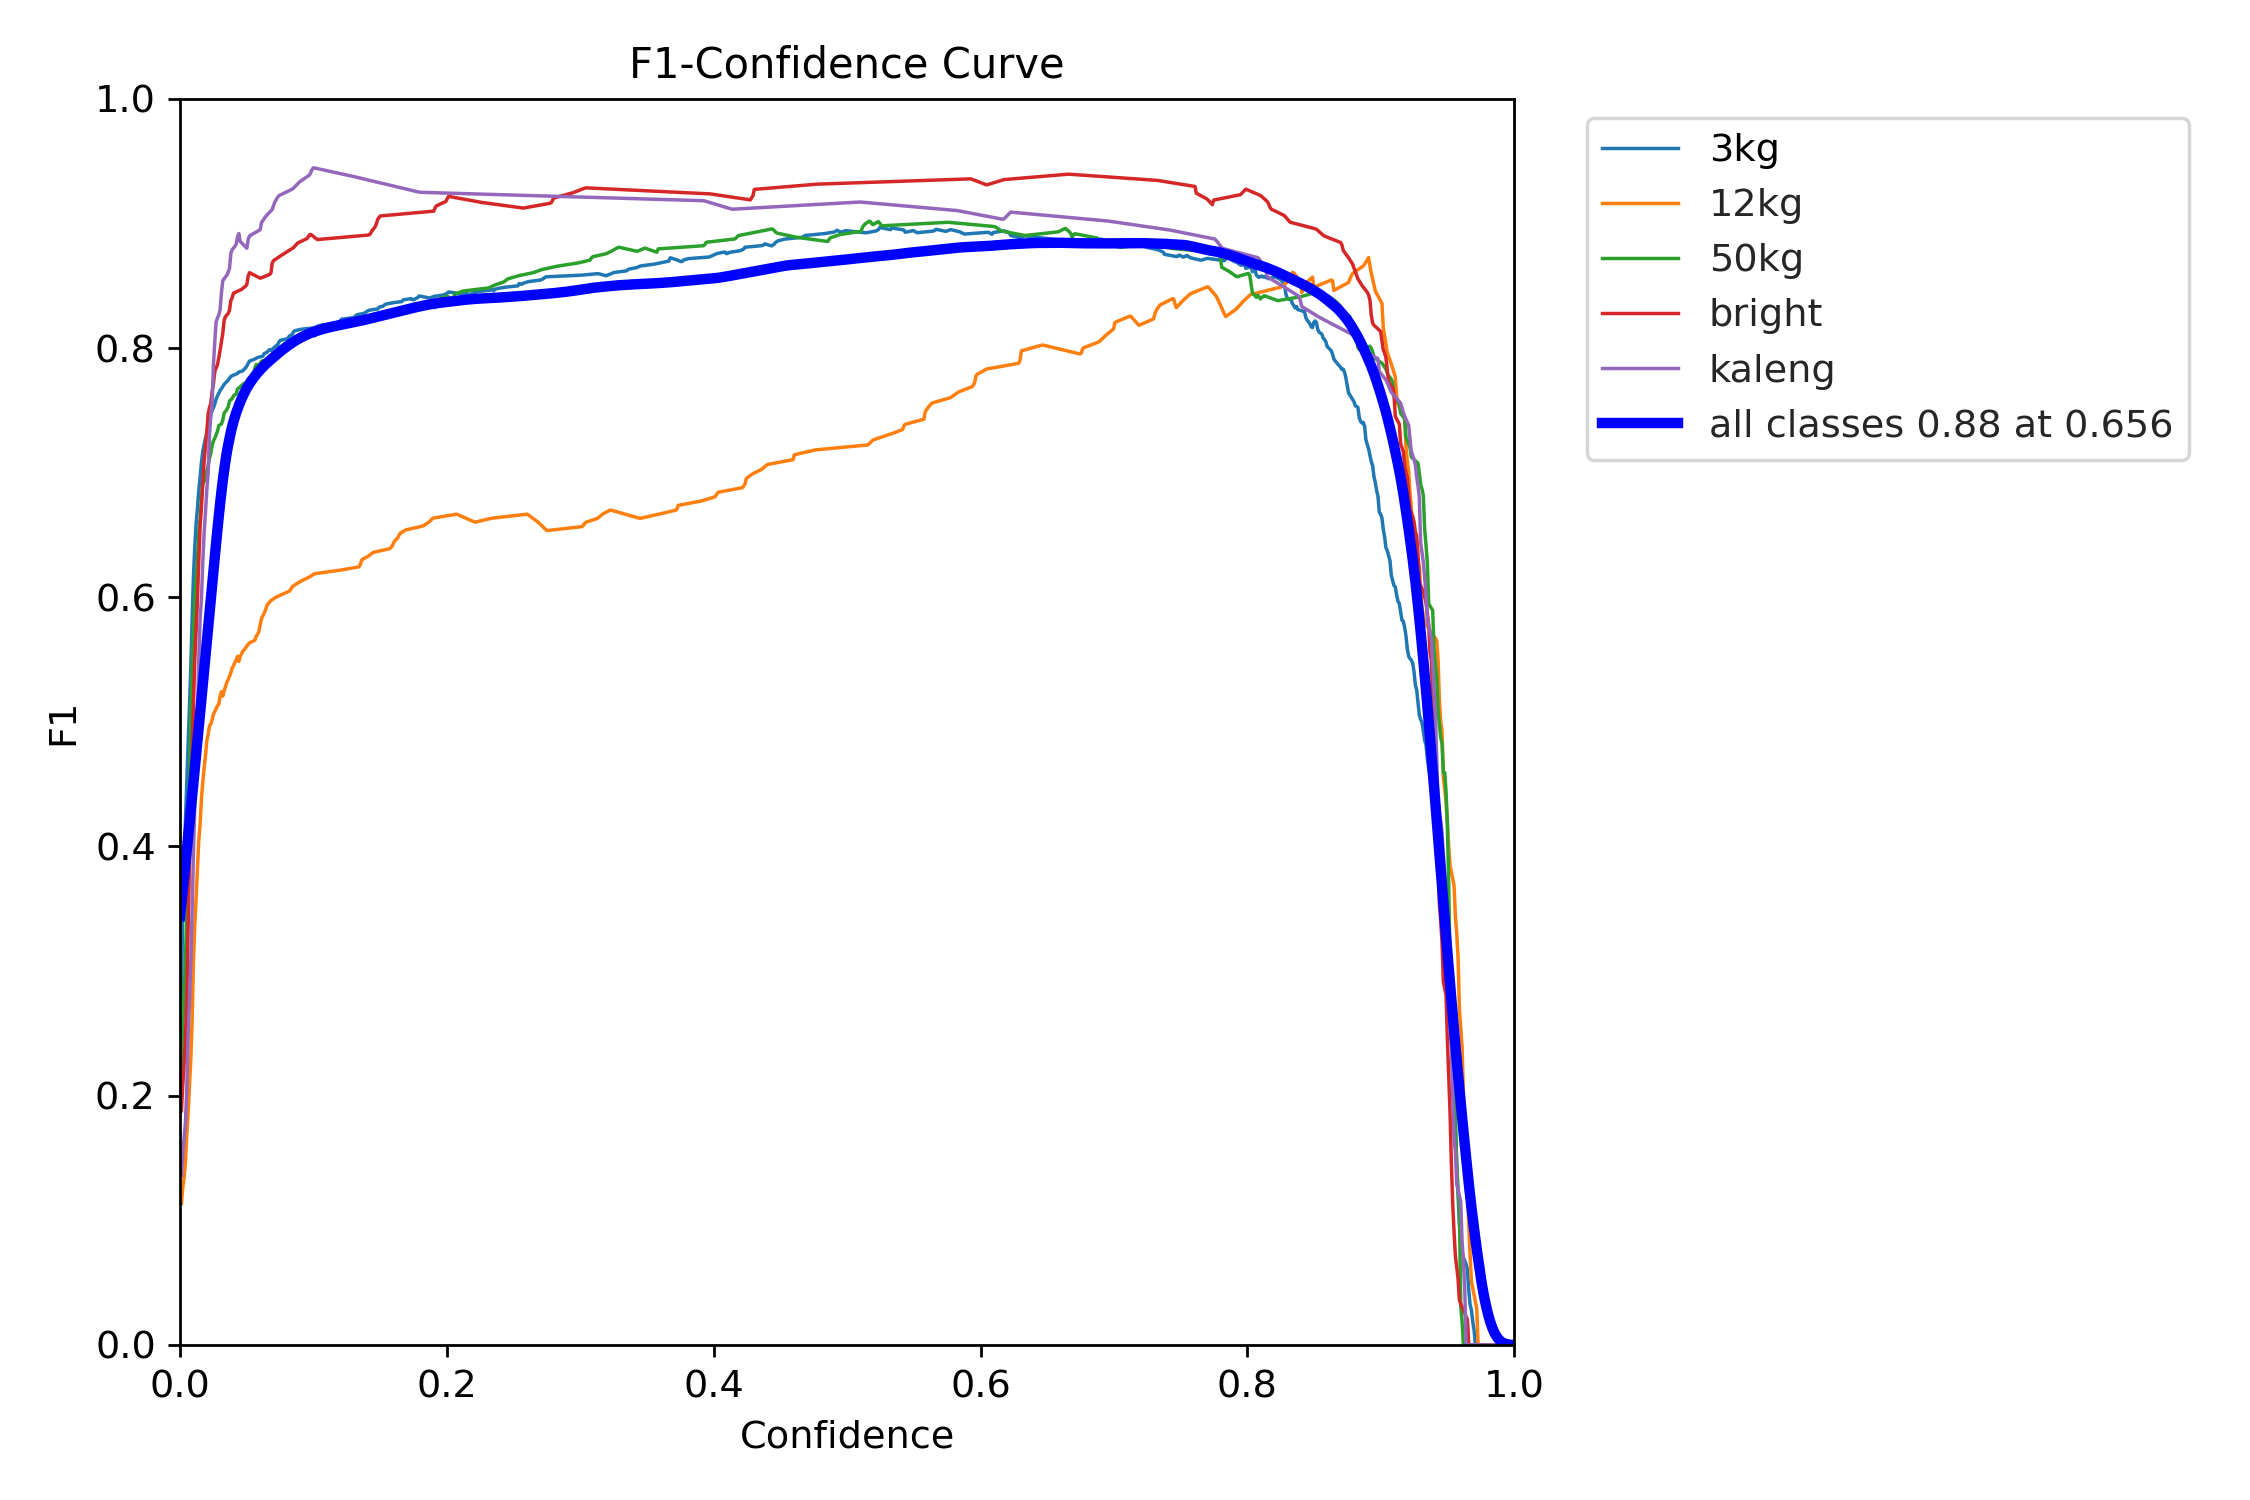 F1-Confidence Curve
1.0
0.8
0.6
0.4
0.2
0.0
F1
0.0 0.2 0.4 0.6 0.8 1.0
Confidence
3kg
12kg
50kg
bright
kaleng
all classes 0.88 at 0.656